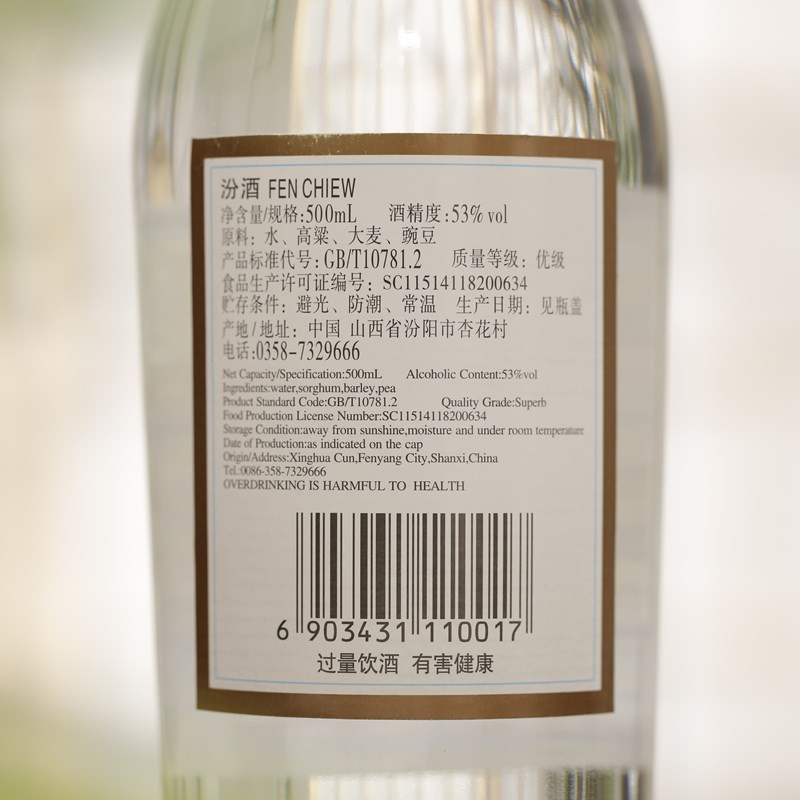 汾酒 FEN CHIEW
净含量/规格:500mL 酒精度:53% vol
原料：水、高粱、大麦、豌豆
产品标准代号：GB/T10781.2 质量等级：优级
食品生产许可证编号：SC11514118200634
贮存条件：避光、防潮、常温 生产日期：见瓶盖
产地/地址：中国 山西省汾阳市杏花村
电话:0358-7329666
Net Capacity/Specification:500mL Alcoholic Content:53%vol
Ingredients:water,sorghum,barley,pea
Product Standard Code:GB/T10781.2 Quality Grade:Superb
Food Production License Number:SC11514118200634
Storage Condition:away from sunshine,moisture and under room temperature
Date of Production:as indicated on the cap
Origin/Address:Xinghua Cun,Fenyang City,Shanxi,China
Tel.:0086-358-7329666
OVERDRINKING IS HARMFUL TO HEALTH
6 903431 110017
过量饮酒 有害健康